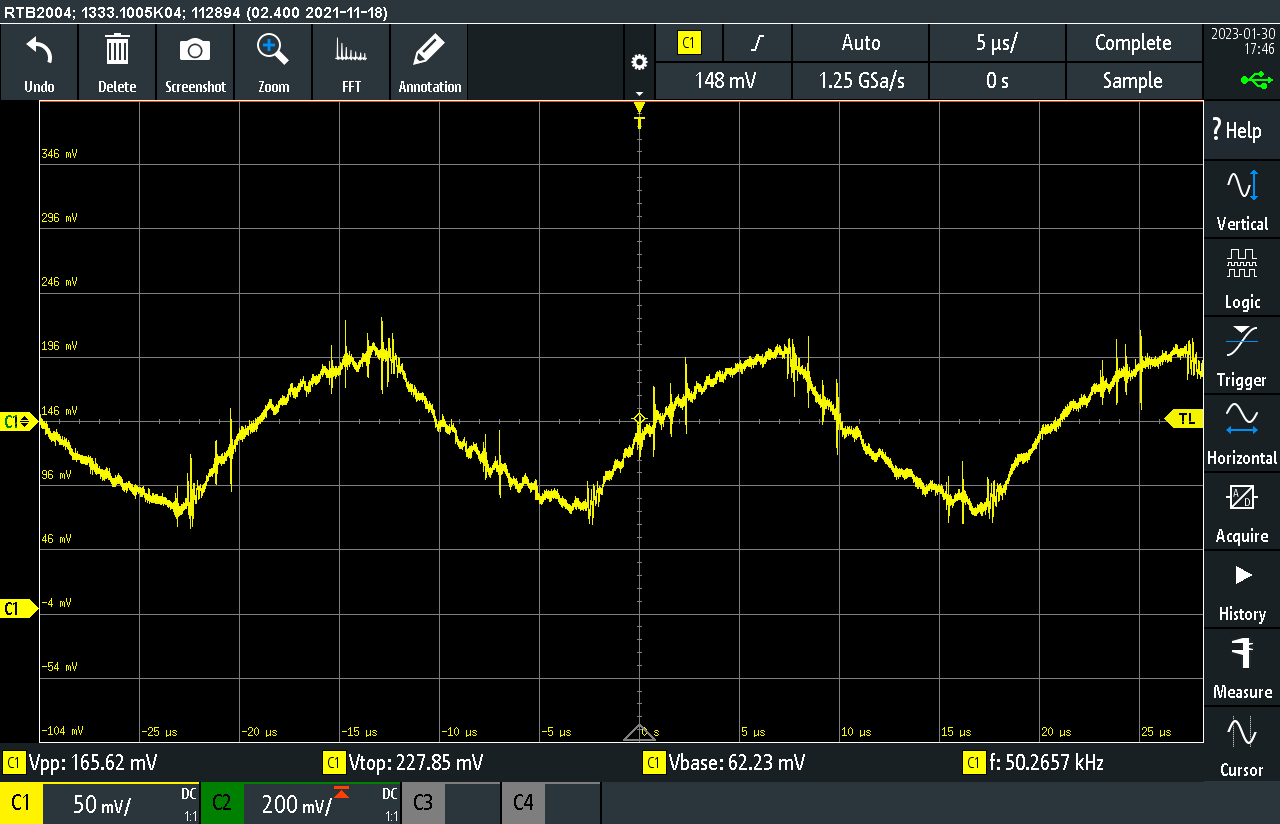 RTB2004; 1333.1005K04; 112894 (02.400 2021-11-18)
Undo
Delete
Screenshot
Zoom
FFT
Annotation
C1
Auto
5 µs/
Complete
148 mV
1.25 GSa/s
0 s
Sample
2023-01-30
17:46
? Help
Vertical
Logic
Trigger
Horizontal
A/D
Acquire
History
Measure
Cursor
T
346 mV
296 mV
246 mV
196 mV
146 mV
96 mV
46 mV
-4 mV
-54 mV
-104 mV
C1
C1
TL
-25 µs
-20 µs
-15 µs
-10 µs
-5 µs
0 s
5 µs
10 µs
15 µs
20 µs
25 µs
C1 Vpp: 165.62 mV
C1 Vtop: 227.85 mV
C1 Vbase: 62.23 mV
C1 f: 50.2657 kHz
C1 50 mV/ DC 1:1
C2 200 mV/ DC 1:1
C3
C4